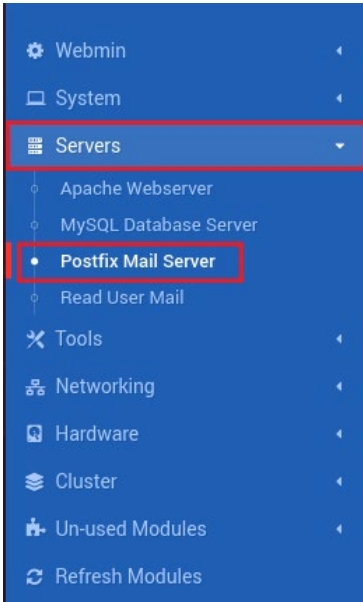 Webmin
System
Servers
Apache Webserver
MySQL Database Server
Postfix Mail Server
Read User Mail
Tools
Networking
Hardware
Cluster
Un-used Modules
Refresh Modules